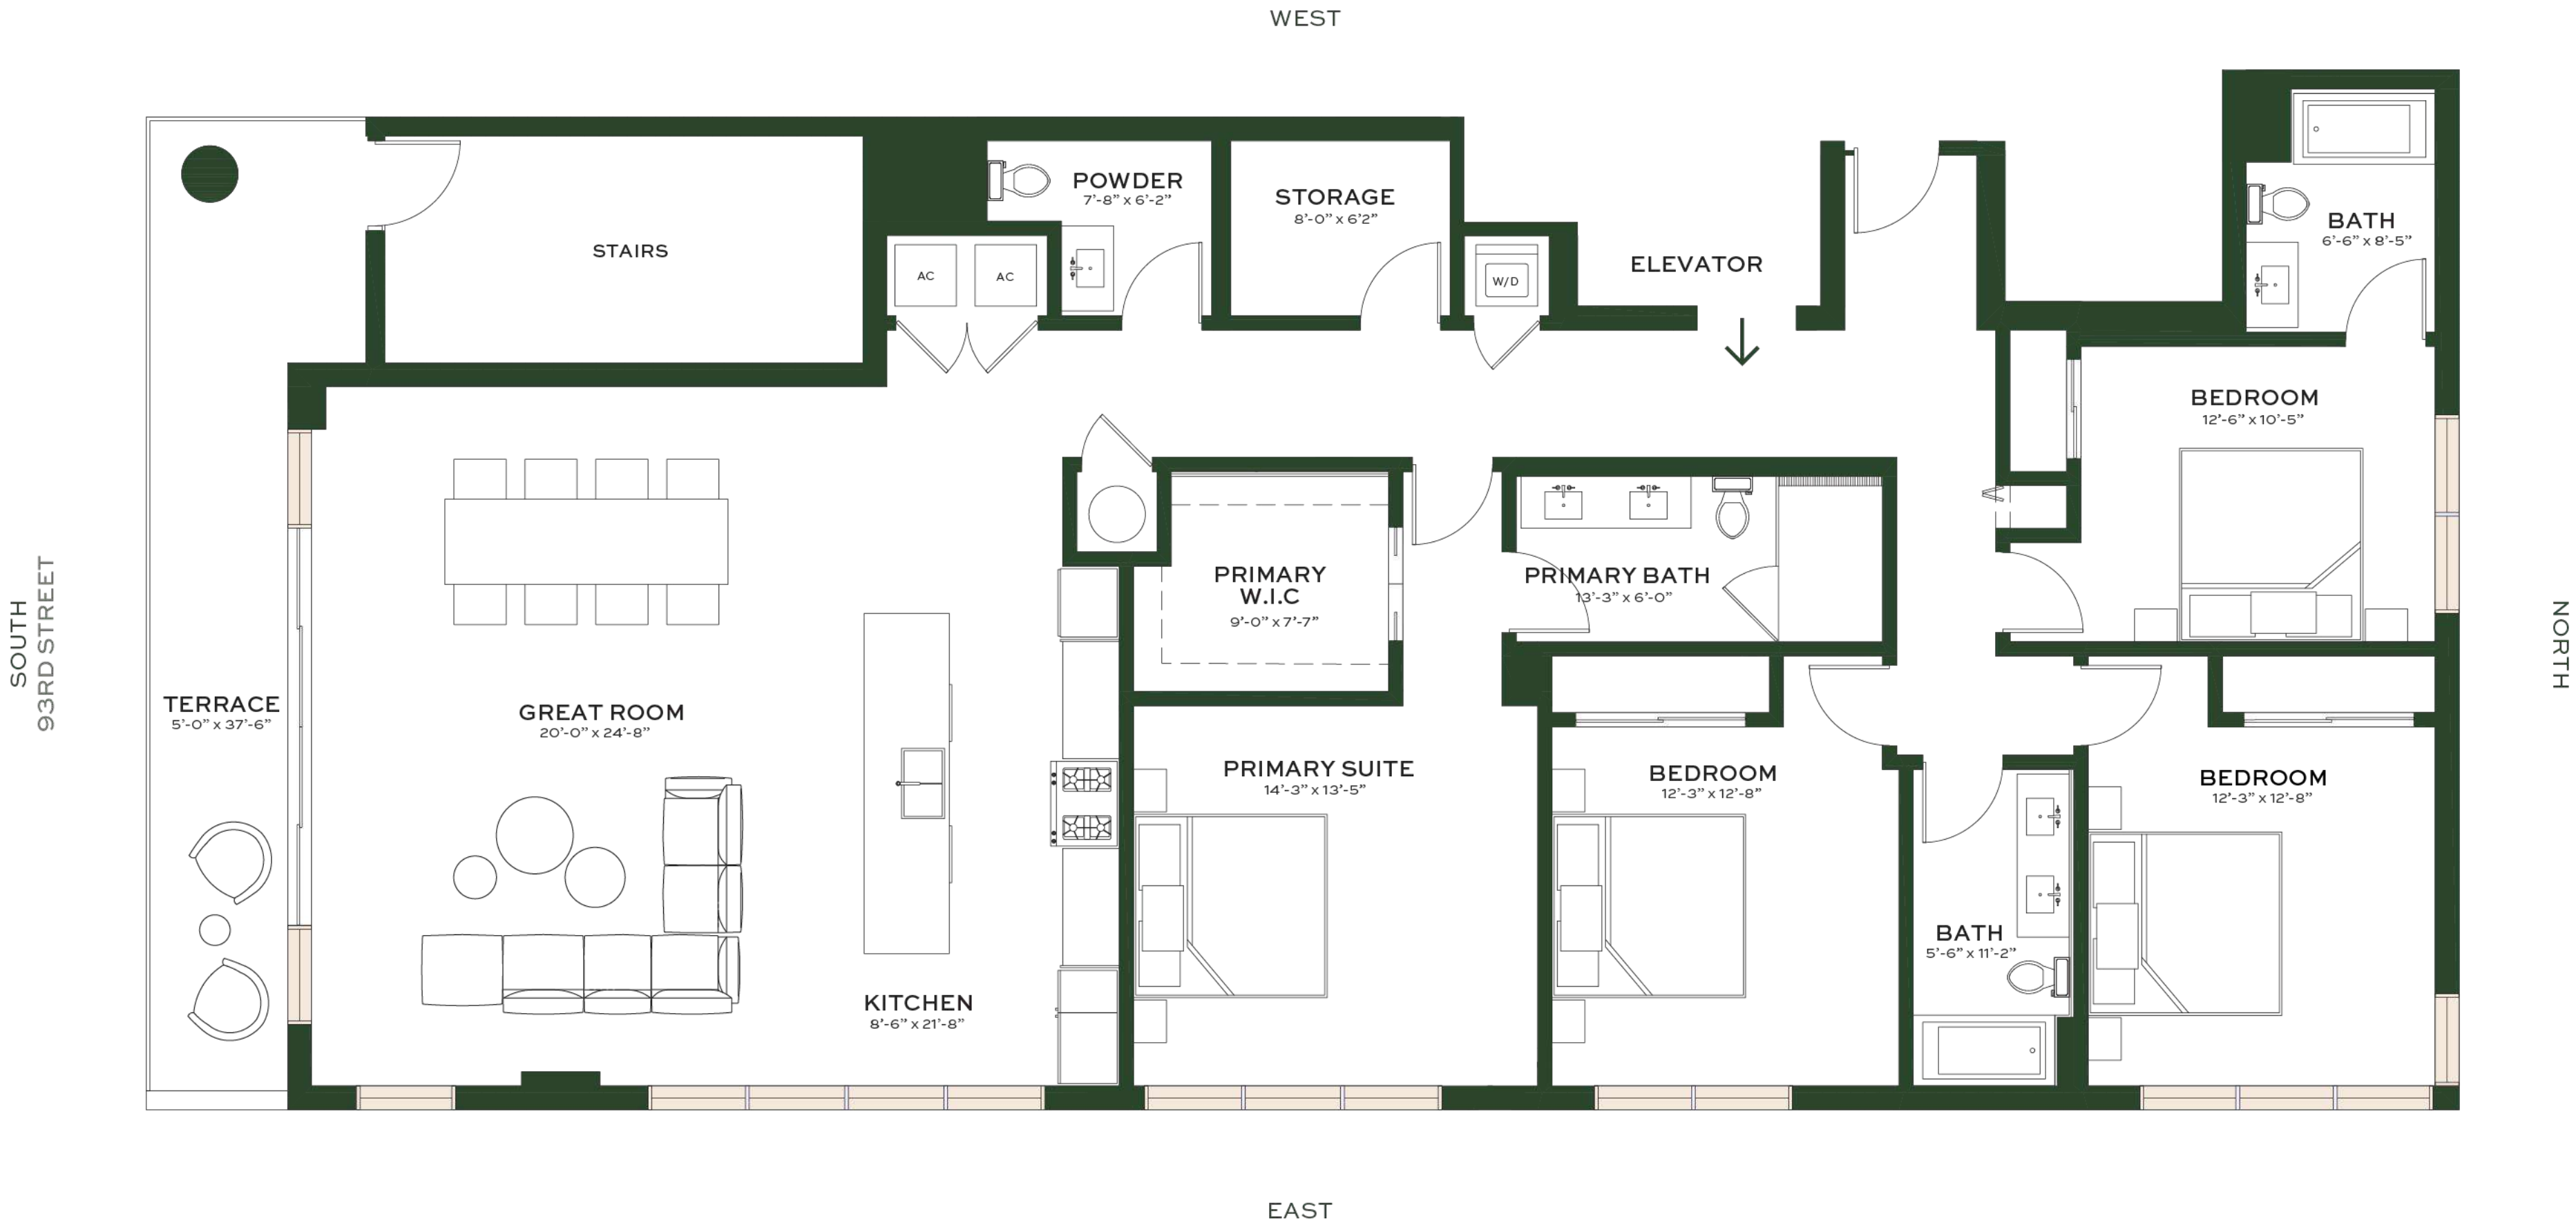 WEST
POWDER
7'-8" x 6'-2"
STORAGE
8'-0" x 6'2"
BATH
6'-6" x 8'-5"
STAIRS
AC
AC
W/D
ELEVATOR
BEDROOM
12'-6" x 10'-5"
PRIMARY
W.I.C
9'-0" x 7'-7"
PRIMARY BATH
13'-3" x 6'-0"
SOUTH
93RD STREET
NORTH
TERRACE
5'-0" x 37'-6"
GREAT ROOM
20'-0" x 24'-8"
PRIMARY SUITE
14'-3" x 13'-5"
BEDROOM
12'-3" x 12'-8"
BEDROOM
12'-3" x 12'-8"
BATH
5'-6" x 11'-2"
KITCHEN
8'-6" x 21'-8"
EAST